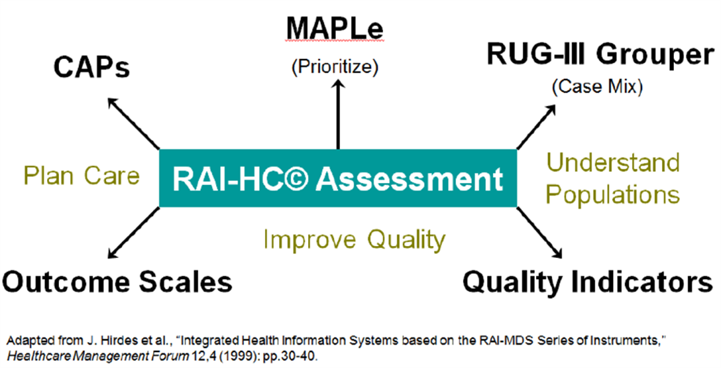 MAPLe
(Prioritize)
CAPs
RUG-III Grouper
(Case Mix)
Plan Care
RAI-HC© Assessment
Understand
Populations
Improve Quality
Outcome Scales
Quality Indicators
Adapted from J. Hirdes et al., "Integrated Health Information Systems based on the RAI-MDS Series of Instruments,"
Healthcare Management Forum 12,4 (1999): pp.30-40.